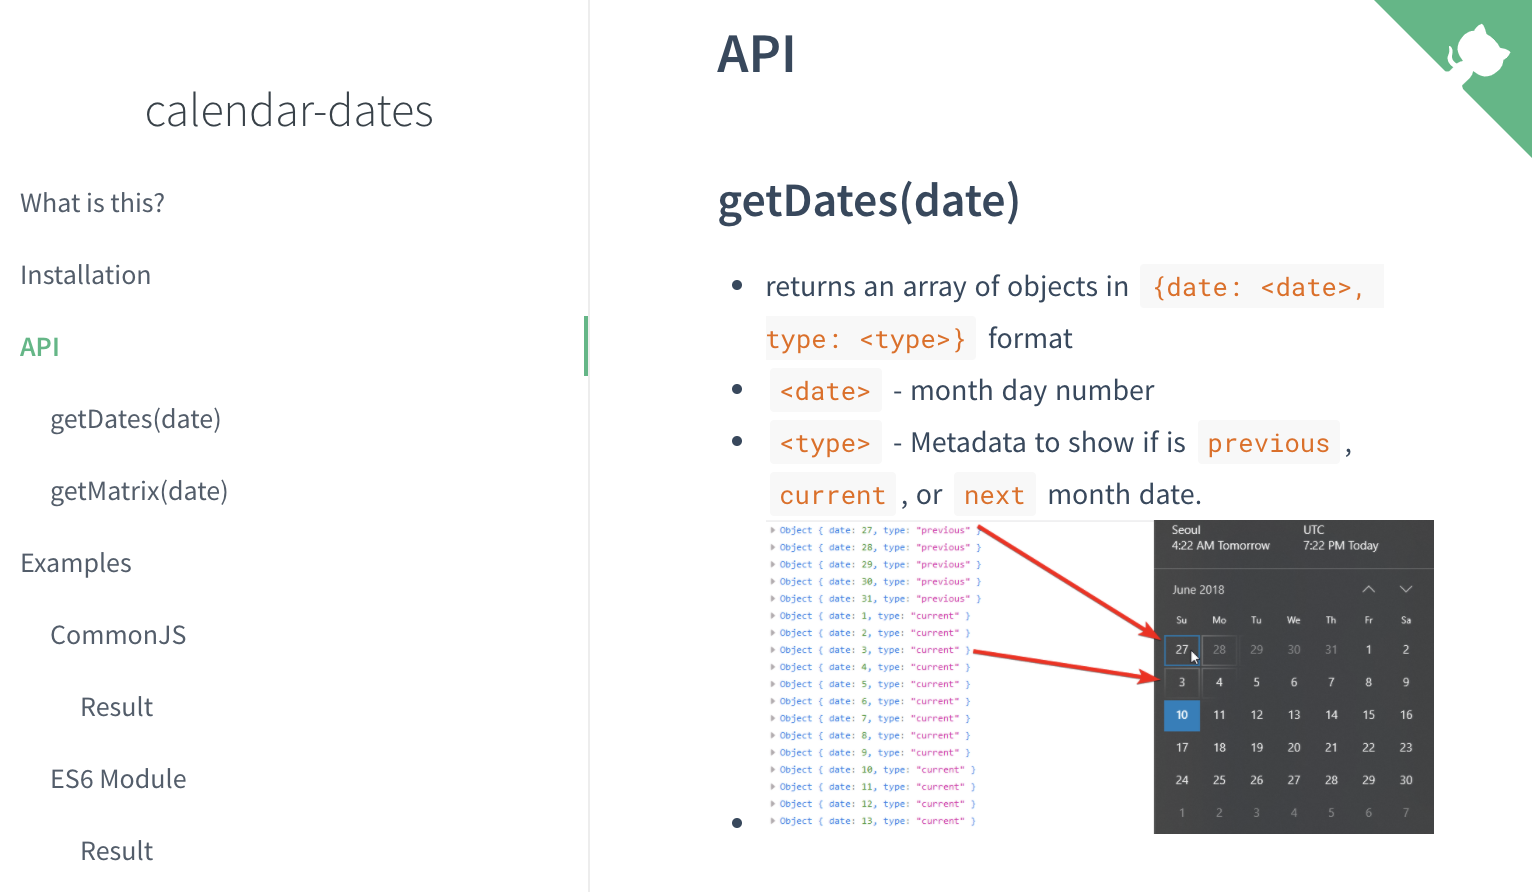 calendar-dates
What is this?
Installation
API
getDates(date)
getMatrix(date)
Examples
CommonJS
Result
ES6 Module
Result
API
getDates(date)
returns an array of objects in {date: <date>,
type: <type>} format
<date> - month day number
<type> - Metadata to show if is previous ,
current , or next month date.
Object { date: 27, type: "previous" }
Object { date: 28, type: "previous" }
Object { date: 29, type: "previous" }
Object { date: 30, type: "previous" }
Object { date: 31, type: "previous" }
Object { date: 1, type: "current" }
Object { date: 2, type: "current" }
Object { date: 3, type: "current" }
Object { date: 4, type: "current" }
Object { date: 5, type: "current" }
Object { date: 6, type: "current" }
Object { date: 7, type: "current" }
Object { date: 8, type: "current" }
Object { date: 9, type: "current" }
Object { date: 10, type: "current" }
Object { date: 11, type: "current" }
Object { date: 12, type: "current" }
Object { date: 13, type: "current" }
Seoul UTC
4:22 AM Tomorrow 7:22 PM Today
June 2018
Su Mo Tu We Th Fr Sa
27 28 29 30 31 1 2
3 4 5 6 7 8 9
10 11 12 13 14 15 16
17 18 19 20 21 22 23
24 25 26 27 28 29 30
1 2 3 4 5 6 7